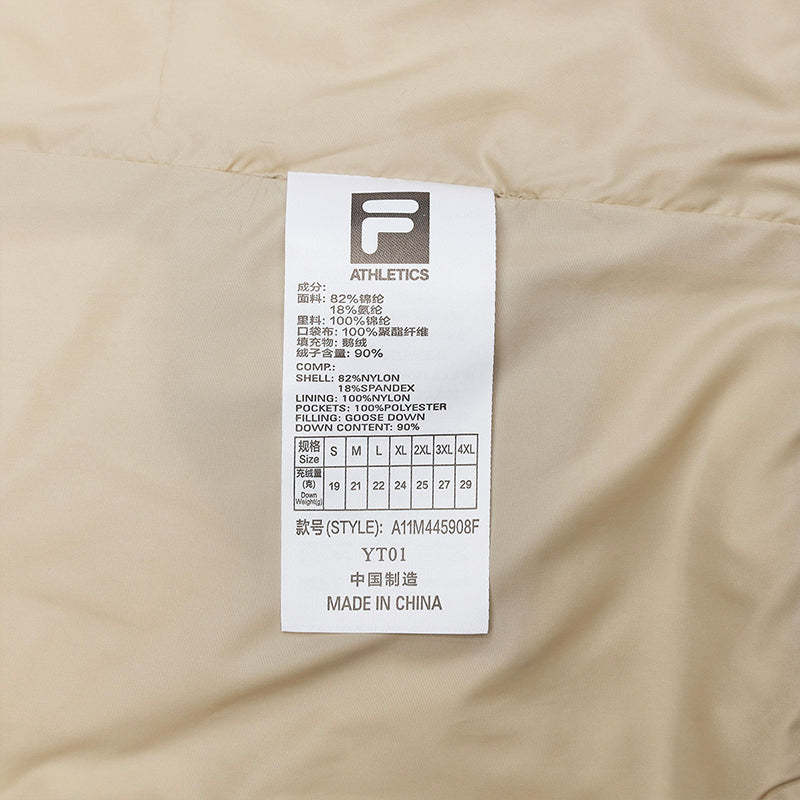 F
ATHLETICS
成分:
面料: 82%锦纶
18%氨纶
里料: 100%锦纶
口袋布: 100%聚酯纤维
填充物: 鹅绒
绒子含量: 90%
COMP.:
SHELL: 82%NYLON
18%SPANDEX
LINING: 100%NYLON
POCKETS: 100%POLYESTER
FILLING: GOOSE DOWN
DOWN CONTENT: 90%
规格 Size S M L XL 2XL 3XL 4XL
充绒量 (克) Down Weight(g) 19 21 22 24 25 27 29
款号(STYLE): A11M445908F
YT01
中国制造
MADE IN CHINA